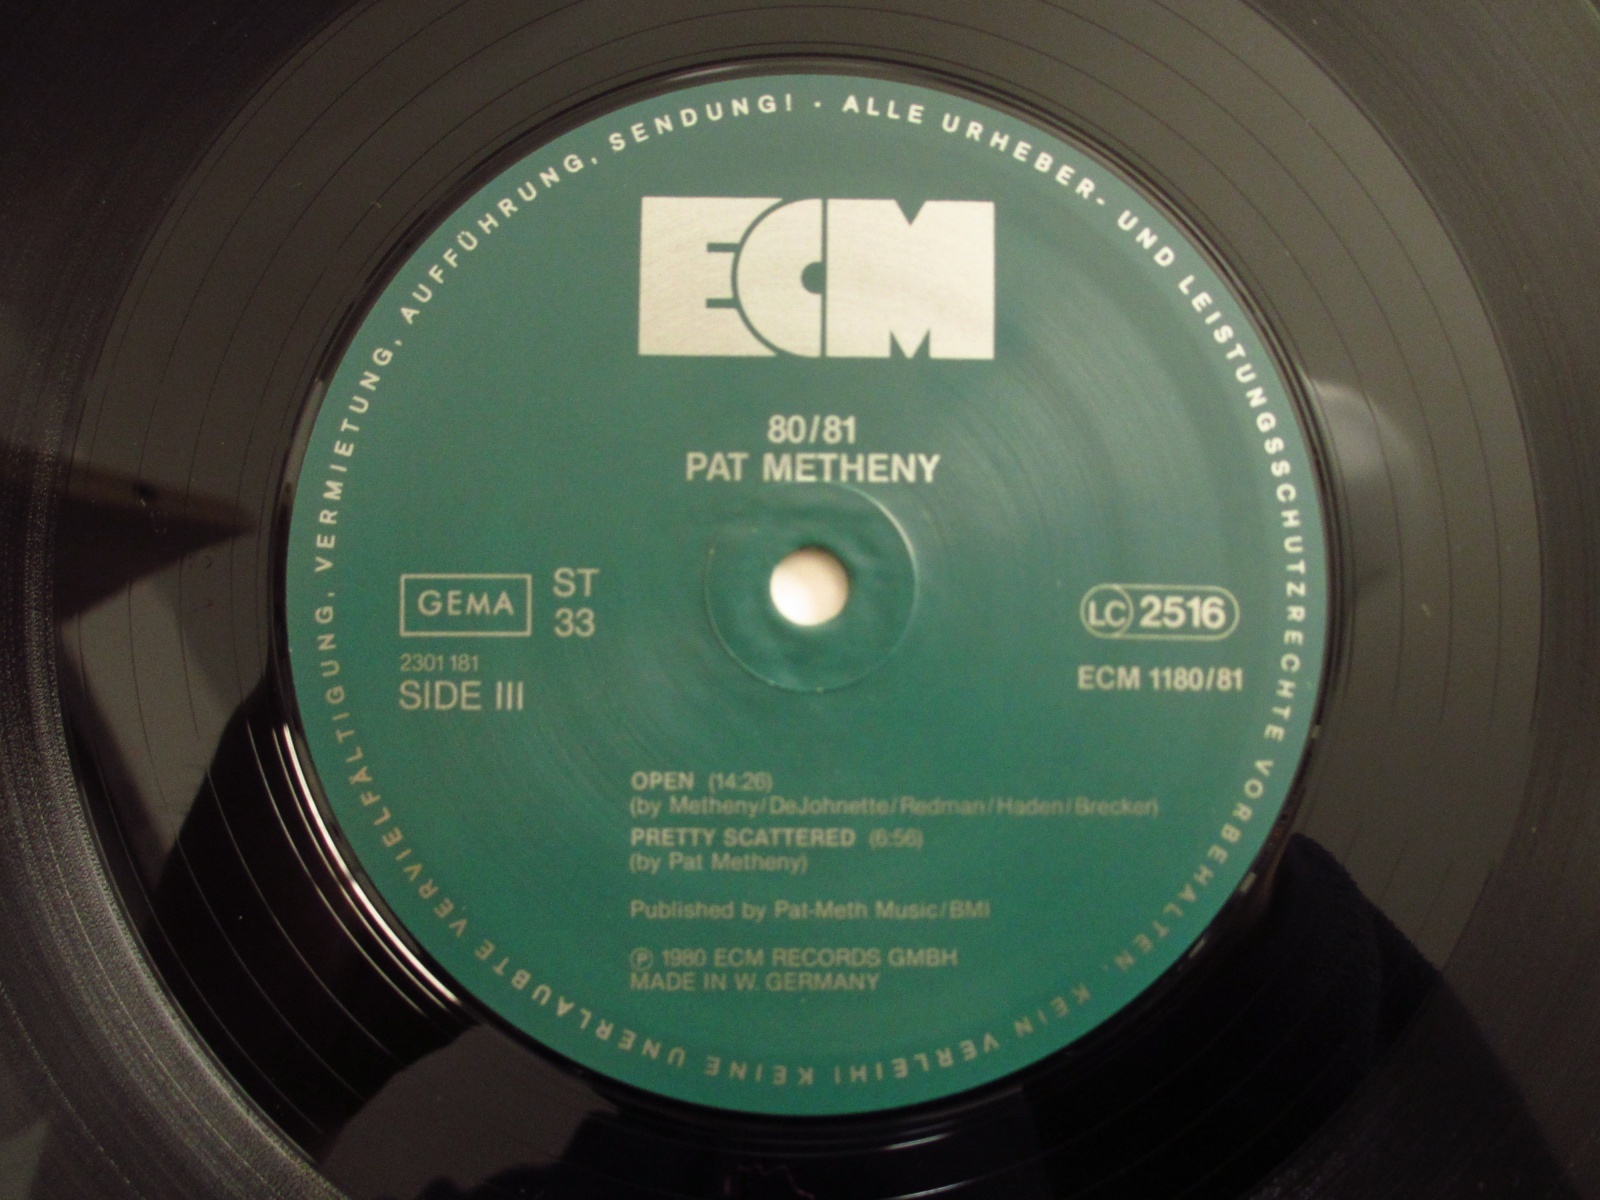 ECM
80/81
PAT METHENY
GEMA
ST
33
2301 181
SIDE III
LC 2516
ECM 1180/81
OPEN (14:26)
(by Metheny/DeJohnette/Redman/Haden/Brecker)
PRETTY SCATTERED (6:56)
(by Pat Metheny)
Published by Pat-Meth Music/BMI
℗ 1980 ECM RECORDS GMBH
MADE IN W. GERMANY
ALLE URHEBER- UND LEISTUNGSSCHUTZRECHTE VORBEHALTEN. KEIN VERLEIH! KEINE UNERLAUBTE VERVIELFÄLTIGUNG, VERMIETUNG, AUFFÜHRUNG, SENDUNG! ·